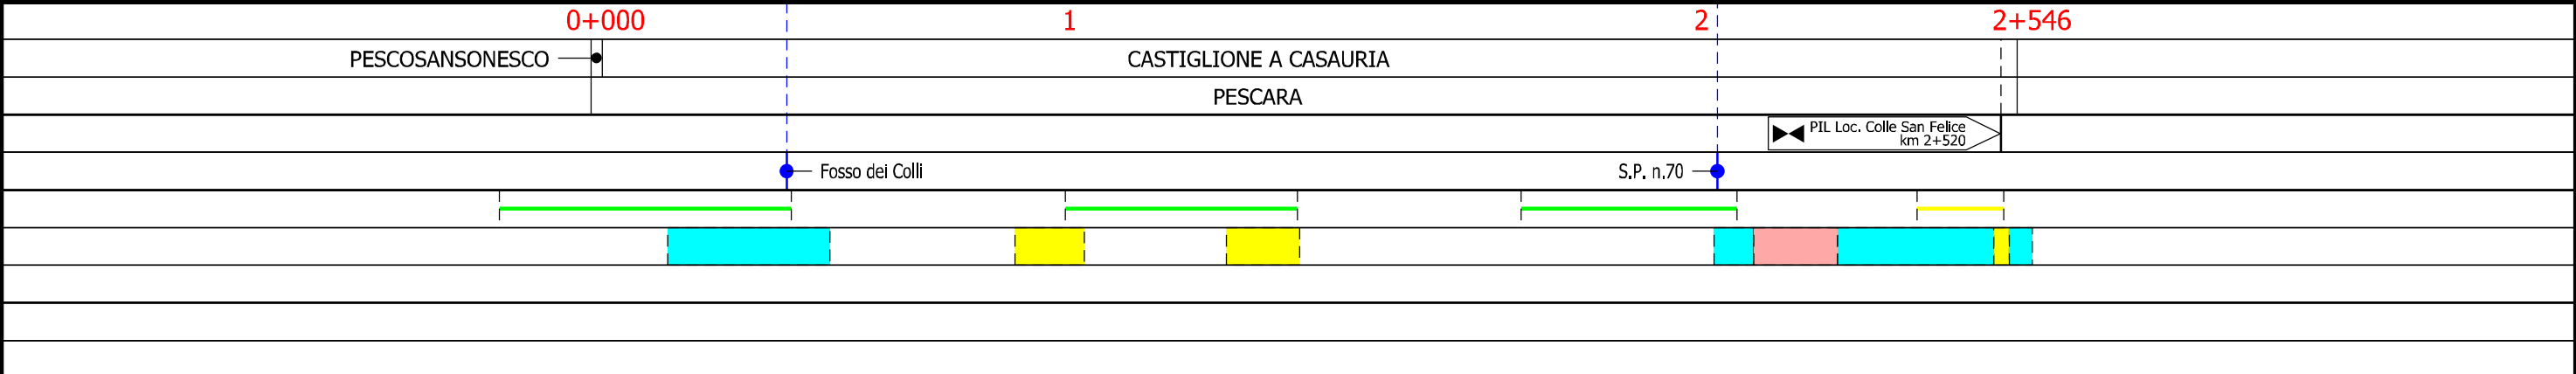 0+000 1 2 2+546
PESCOSANSONESCO CASTIGLIONE A CASAURIA
PESCARA
PIL Loc. Colle San Felice
km 2+520
Fosso dei Colli S.P. n.70